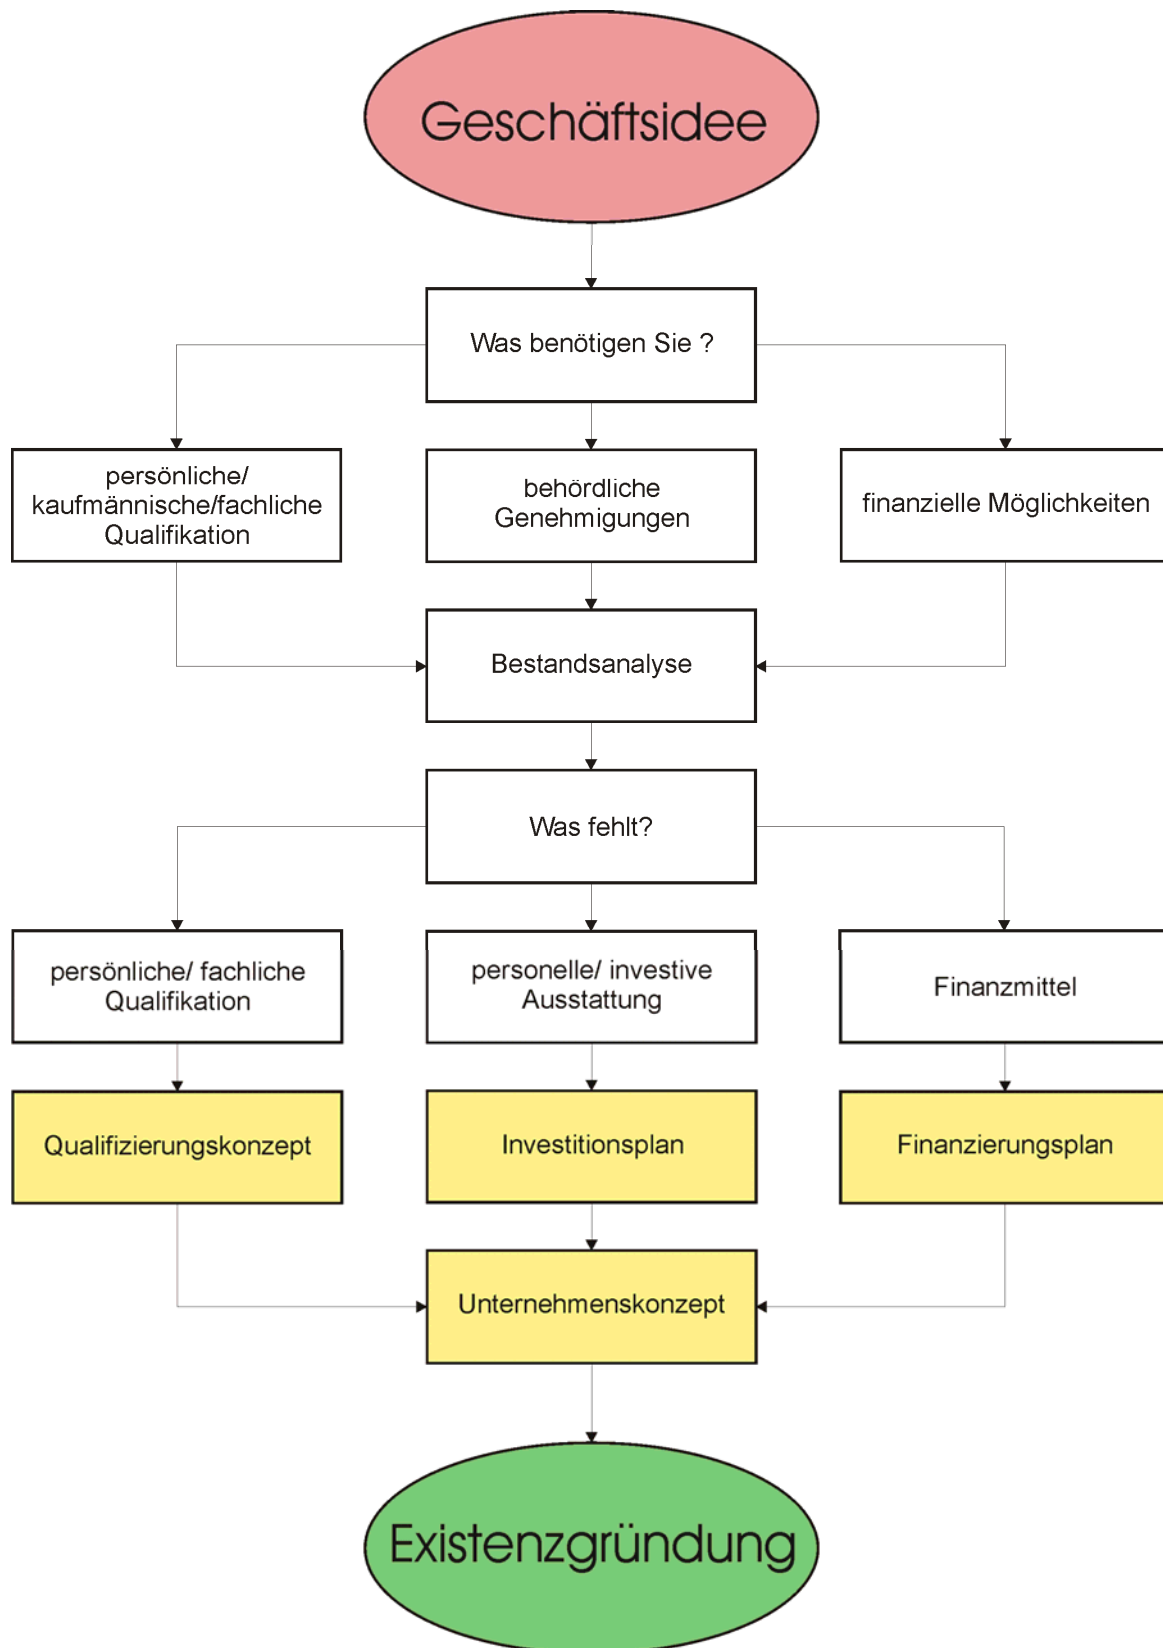 Geschäftsidee
Was benötigen Sie ?
persönliche/
kaufmännische/fachliche
Qualifikation
behördliche
Genehmigungen
finanzielle Möglichkeiten
Bestandsanalyse
Was fehlt?
persönliche/ fachliche
Qualifikation
personelle/ investive
Ausstattung
Finanzmittel
Qualifizierungskonzept
Investitionsplan
Finanzierungsplan
Unternehmenskonzept
Existenzgründung